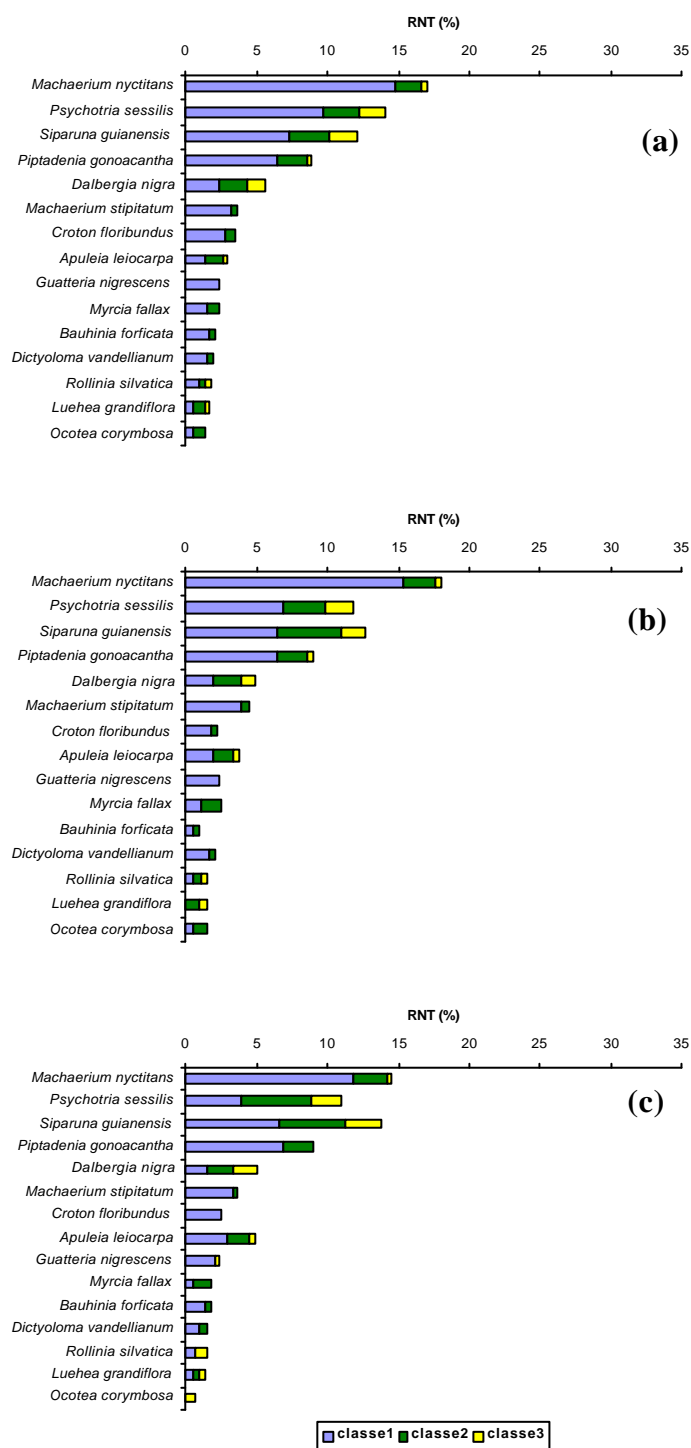 RNT (%)
0 5 10 15 20 25 30 35
Machaerium nyctitans
Psychotria sessilis
Siparuna guianensis
(a)
Piptadenia gonoacantha
Dalbergia nigra
Machaerium stipitatum
Croton floribundus
Apuleia leiocarpa
Guatteria nigrescens
Myrcia fallax
Bauhinia forficata
Dictyoloma vandellianum
Rollinia silvatica
Luehea grandiflora
Ocotea corymbosa
RNT (%)
0 5 10 15 20 25 30 35
Machaerium nyctitans
Psychotria sessilis
(b)
Siparuna guianensis
Piptadenia gonoacantha
Dalbergia nigra
Machaerium stipitatum
Croton floribundus
Apuleia leiocarpa
Guatteria nigrescens
Myrcia fallax
Bauhinia forficata
Dictyoloma vandellianum
Rollinia silvatica
Luehea grandiflora
Ocotea corymbosa
RNT (%)
0 5 10 15 20 25 30 35
Machaerium nyctitans
Psychotria sessilis
(c)
Siparuna guianensis
Piptadenia gonoacantha
Dalbergia nigra
Machaerium stipitatum
Croton floribundus
Apuleia leiocarpa
Guatteria nigrescens
Myrcia fallax
Bauhinia forficata
Dictyoloma vandellianum
Rollinia silvatica
Luehea grandiflora
Ocotea corymbosa
classe1 classe2 classe3